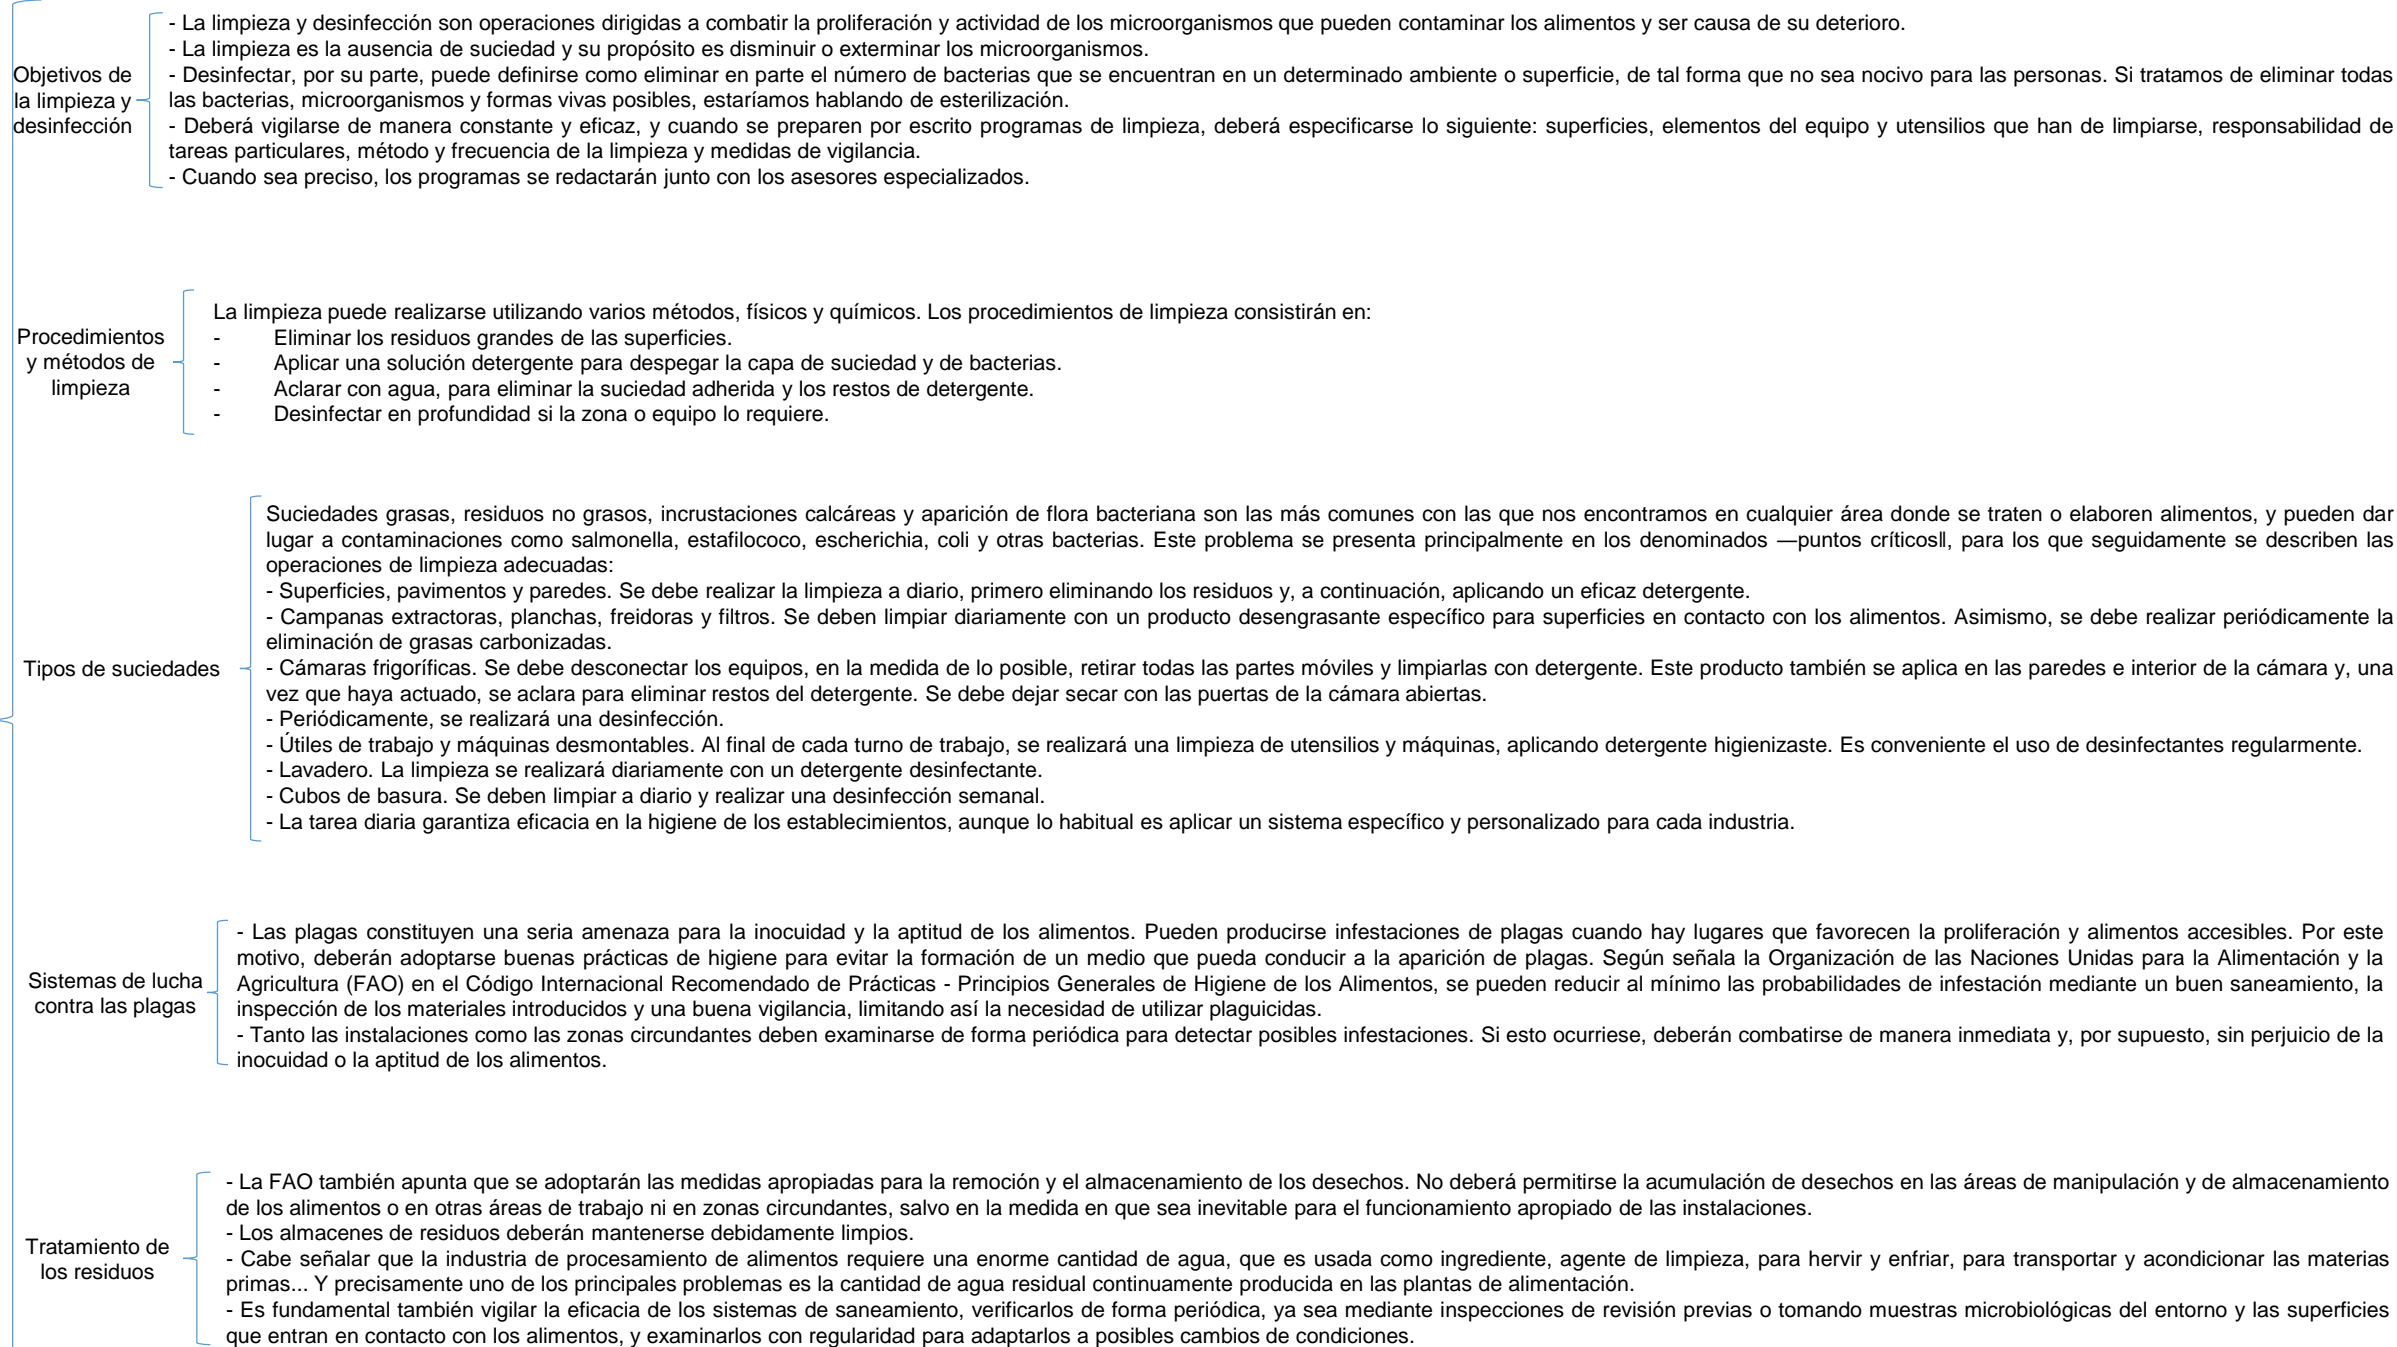 Objetivos de
la limpieza y
desinfección
- La limpieza y desinfección son operaciones dirigidas a combatir la proliferación y actividad de los microorganismos que pueden contaminar los alimentos y ser causa de su deterioro.
- La limpieza es la ausencia de suciedad y su propósito es disminuir o exterminar los microorganismos.
- Desinfectar, por su parte, puede definirse como eliminar en parte el número de bacterias que se encuentran en un determinado ambiente o superficie, de tal forma que no sea nocivo para las personas. Si tratamos de eliminar todas
las bacterias, microorganismos y formas vivas posibles, estaríamos hablando de esterilización.
- Deberá vigilarse de manera constante y eficaz, y cuando se preparen por escrito programas de limpieza, deberá especificarse lo siguiente: superficies, elementos del equipo y utensilios que han de limpiarse, responsabilidad de
tareas particulares, método y frecuencia de la limpieza y medidas de vigilancia.
- Cuando sea preciso, los programas se redactarán junto con los asesores especializados.
Procedimientos
y métodos de
limpieza
La limpieza puede realizarse utilizando varios métodos, físicos y químicos. Los procedimientos de limpieza consistirán en:
- Eliminar los residuos grandes de las superficies.
- Aplicar una solución detergente para despegar la capa de suciedad y de bacterias.
- Aclarar con agua, para eliminar la suciedad adherida y los restos de detergente.
- Desinfectar en profundidad si la zona o equipo lo requiere.
Tipos de suciedades
Suciedades grasas, residuos no grasos, incrustaciones calcáreas y aparición de flora bacteriana son las más comunes con las que nos encontramos en cualquier área donde se traten o elaboren alimentos, y pueden dar
lugar a contaminaciones como salmonella, estafilococo, escherichia, coli y otras bacterias. Este problema se presenta principalmente en los denominados ―puntos críticos‖, para los que seguidamente se describen las
operaciones de limpieza adecuadas:
- Superficies, pavimentos y paredes. Se debe realizar la limpieza a diario, primero eliminando los residuos y, a continuación, aplicando un eficaz detergente.
- Campanas extractoras, planchas, freidoras y filtros. Se deben limpiar diariamente con un producto desengrasante específico para superficies en contacto con los alimentos. Asimismo, se debe realizar periódicamente la
eliminación de grasas carbonizadas.
- Cámaras frigoríficas. Se debe desconectar los equipos, en la medida de lo posible, retirar todas las partes móviles y limpiarlas con detergente. Este producto también se aplica en las paredes e interior de la cámara y, una
vez que haya actuado, se aclara para eliminar restos del detergente. Se debe dejar secar con las puertas de la cámara abiertas.
- Periódicamente, se realizará una desinfección.
- Útiles de trabajo y máquinas desmontables. Al final de cada turno de trabajo, se realizará una limpieza de utensilios y máquinas, aplicando detergente higienizaste. Es conveniente el uso de desinfectantes regularmente.
- Lavadero. La limpieza se realizará diariamente con un detergente desinfectante.
- Cubos de basura. Se deben limpiar a diario y realizar una desinfección semanal.
- La tarea diaria garantiza eficacia en la higiene de los establecimientos, aunque lo habitual es aplicar un sistema específico y personalizado para cada industria.
Sistemas de lucha
contra las plagas
- Las plagas constituyen una seria amenaza para la inocuidad y la aptitud de los alimentos. Pueden producirse infestaciones de plagas cuando hay lugares que favorecen la proliferación y alimentos accesibles. Por este
motivo, deberán adoptarse buenas prácticas de higiene para evitar la formación de un medio que pueda conducir a la aparición de plagas. Según señala la Organización de las Naciones Unidas para la Alimentación y la
Agricultura (FAO) en el Código Internacional Recomendado de Prácticas - Principios Generales de Higiene de los Alimentos, se pueden reducir al mínimo las probabilidades de infestación mediante un buen saneamiento, la
inspección de los materiales introducidos y una buena vigilancia, limitando así la necesidad de utilizar plaguicidas.
- Tanto las instalaciones como las zonas circundantes deben examinarse de forma periódica para detectar posibles infestaciones. Si esto ocurriese, deberán combatirse de manera inmediata y, por supuesto, sin perjuicio de la
inocuidad o la aptitud de los alimentos.
Tratamiento de
los residuos
- La FAO también apunta que se adoptarán las medidas apropiadas para la remoción y el almacenamiento de los desechos. No deberá permitirse la acumulación de desechos en las áreas de manipulación y de almacenamiento
de los alimentos o en otras áreas de trabajo ni en zonas circundantes, salvo en la medida en que sea inevitable para el funcionamiento apropiado de las instalaciones.
- Los almacenes de residuos deberán mantenerse debidamente limpios.
- Cabe señalar que la industria de procesamiento de alimentos requiere una enorme cantidad de agua, que es usada como ingrediente, agente de limpieza, para hervir y enfriar, para transportar y acondicionar las materias
primas... Y precisamente uno de los principales problemas es la cantidad de agua residual continuamente producida en las plantas de alimentación.
- Es fundamental también vigilar la eficacia de los sistemas de saneamiento, verificarlos de forma periódica, ya sea mediante inspecciones de revisión previas o tomando muestras microbiológicas del entorno y las superficies
que entran en contacto con los alimentos, y examinarlos con regularidad para adaptarlos a posibles cambios de condiciones.